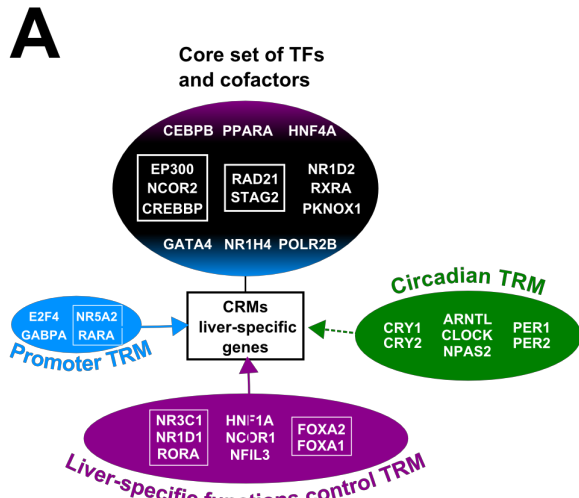 A
Core set of TFs
and cofactors
CEBPB PPARA HNF4A
EP300
NCOR2
CREBBP
RAD21
STAG2
NR1D2
RXRA
PKNOX1
GATA4 NR1H4 POLR2B
CRMs
liver-specific
genes
E2F4
GABPA
NR5A2
RARA
Promoter TRM
Circadian TRM
CRY1
CRY2
ARNTL
CLOCK
NPAS2
PER1
PER2
NR3C1
NR1D1
RORA
HNF1A
NCOR1
NFIL3
FOXA2
FOXA1
Liver-specific functions control TRM